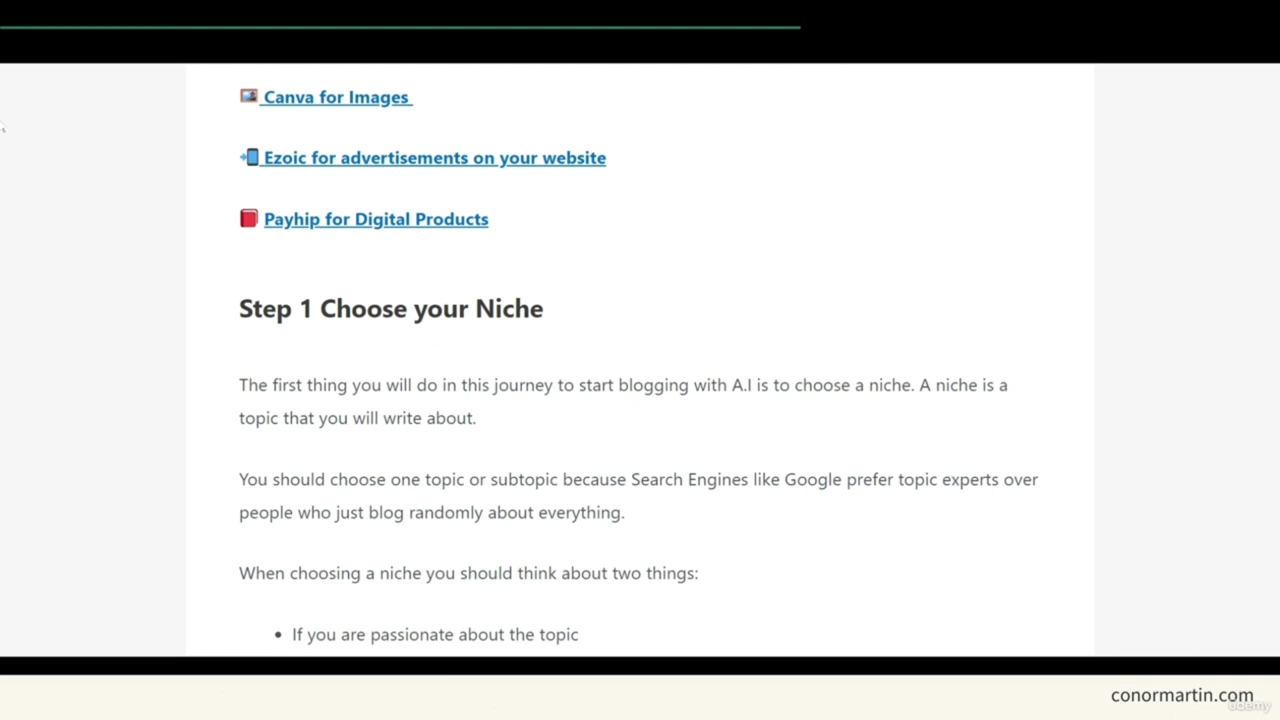 Canva for Images
Ezoic for advertisements on your website
Payhip for Digital Products
Step 1 Choose your Niche
The first thing you will do in this journey to start blogging with A.I is to choose a niche. A niche is a
topic that you will write about.
You should choose one topic or subtopic because Search Engines like Google prefer topic experts over
people who just blog randomly about everything.
When choosing a niche you should think about two things:
• If you are passionate about the topic
conormartin.com
udemy